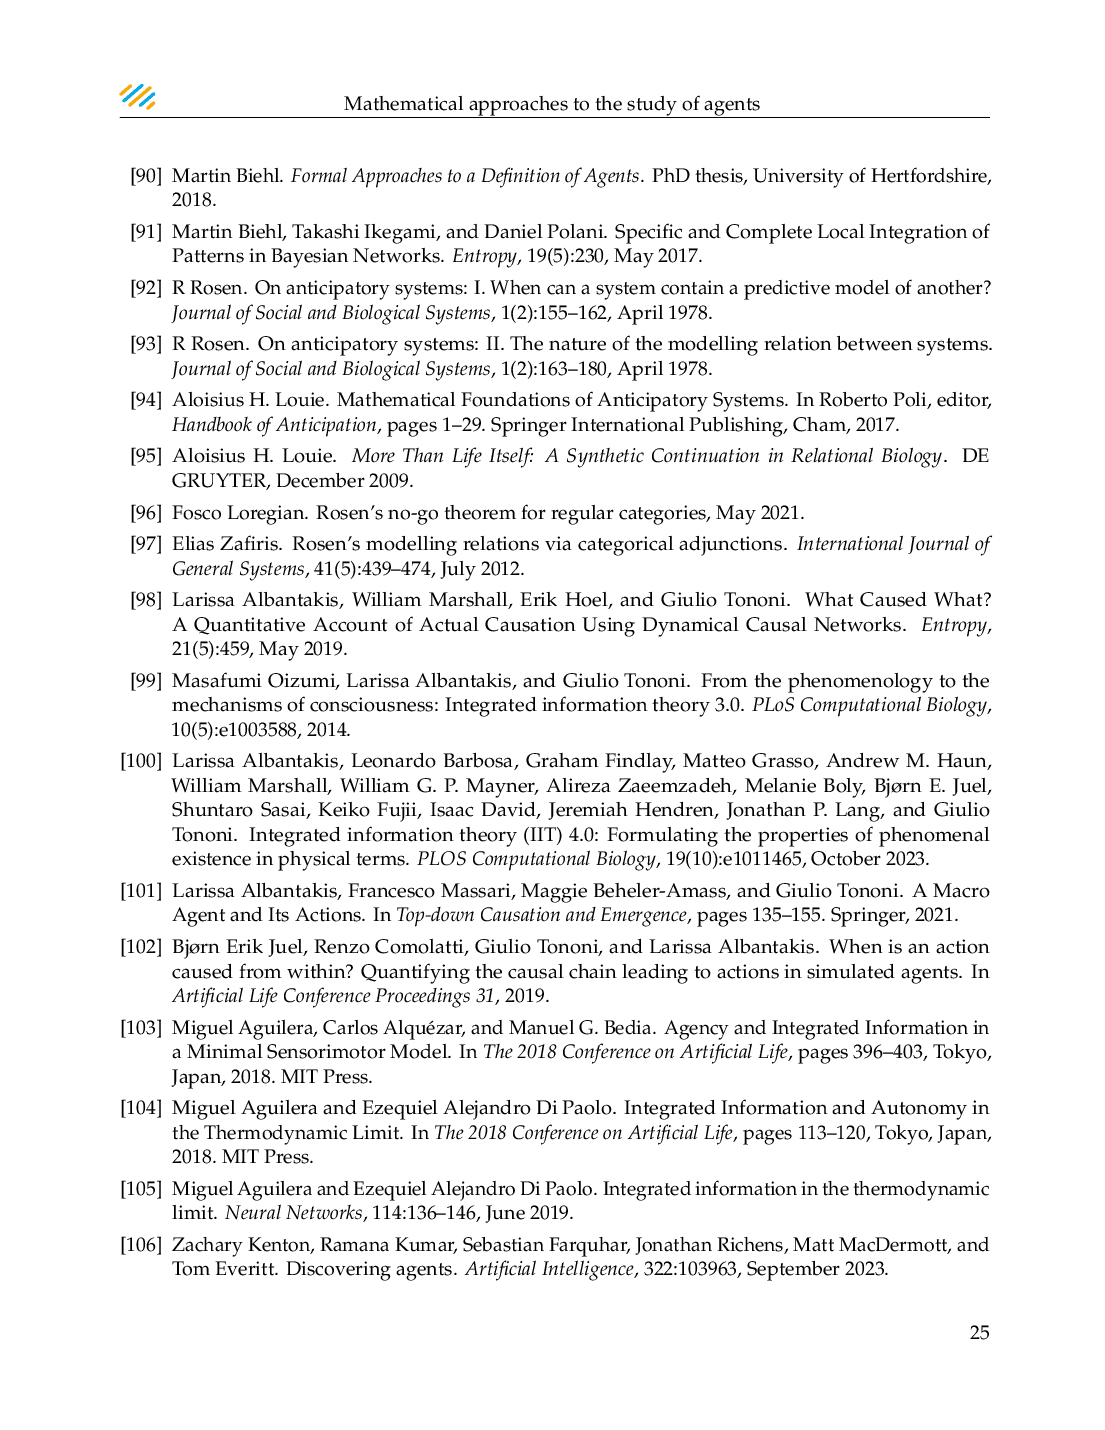 Mathematical approaches to the study of agents
[90] Martin Biehl. Formal Approaches to a Definition of Agents. PhD thesis, University of Hertfordshire,
2018.
[91] Martin Biehl, Takashi Ikegami, and Daniel Polani. Specific and Complete Local Integration of
Patterns in Bayesian Networks. Entropy, 19(5):230, May 2017.
[92] R Rosen. On anticipatory systems: I. When can a system contain a predictive model of another?
Journal of Social and Biological Systems, 1(2):155–162, April 1978.
[93] R Rosen. On anticipatory systems: II. The nature of the modelling relation between systems.
Journal of Social and Biological Systems, 1(2):163–180, April 1978.
[94] Aloisius H. Louie. Mathematical Foundations of Anticipatory Systems. In Roberto Poli, editor,
Handbook of Anticipation, pages 1–29. Springer International Publishing, Cham, 2017.
[95] Aloisius H. Louie. More Than Life Itself: A Synthetic Continuation in Relational Biology. DE
GRUYTER, December 2009.
[96] Fosco Loregian. Rosen's no-go theorem for regular categories, May 2021.
[97] Elias Zafiris. Rosen's modelling relations via categorical adjunctions. International Journal of
General Systems, 41(5):439–474, July 2012.
[98] Larissa Albantakis, William Marshall, Erik Hoel, and Giulio Tononi. What Caused What?
A Quantitative Account of Actual Causation Using Dynamical Causal Networks. Entropy,
21(5):459, May 2019.
[99] Masafumi Oizumi, Larissa Albantakis, and Giulio Tononi. From the phenomenology to the
mechanisms of consciousness: Integrated information theory 3.0. PLoS Computational Biology,
10(5):e1003588, 2014.
[100] Larissa Albantakis, Leonardo Barbosa, Graham Findlay, Matteo Grasso, Andrew M. Haun,
William Marshall, William G. P. Mayner, Alireza Zaeemzadeh, Melanie Boly, Bjørn E. Juel,
Shuntaro Sasai, Keiko Fujii, Isaac David, Jeremiah Hendren, Jonathan P. Lang, and Giulio
Tononi. Integrated information theory (IIT) 4.0: Formulating the properties of phenomenal
existence in physical terms. PLOS Computational Biology, 19(10):e1011465, October 2023.
[101] Larissa Albantakis, Francesco Massari, Maggie Beheler-Amass, and Giulio Tononi. A Macro
Agent and Its Actions. In Top-down Causation and Emergence, pages 135–155. Springer, 2021.
[102] Bjørn Erik Juel, Renzo Comolatti, Giulio Tononi, and Larissa Albantakis. When is an action
caused from within? Quantifying the causal chain leading to actions in simulated agents. In
Artificial Life Conference Proceedings 31, 2019.
[103] Miguel Aguilera, Carlos Alquézar, and Manuel G. Bedia. Agency and Integrated Information in
a Minimal Sensorimotor Model. In The 2018 Conference on Artificial Life, pages 396–403, Tokyo,
Japan, 2018. MIT Press.
[104] Miguel Aguilera and Ezequiel Alejandro Di Paolo. Integrated Information and Autonomy in
the Thermodynamic Limit. In The 2018 Conference on Artificial Life, pages 113–120, Tokyo, Japan,
2018. MIT Press.
[105] Miguel Aguilera and Ezequiel Alejandro Di Paolo. Integrated information in the thermodynamic
limit. Neural Networks, 114:136–146, June 2019.
[106] Zachary Kenton, Ramana Kumar, Sebastian Farquhar, Jonathan Richens, Matt MacDermott, and
Tom Everitt. Discovering agents. Artificial Intelligence, 322:103963, September 2023.
25